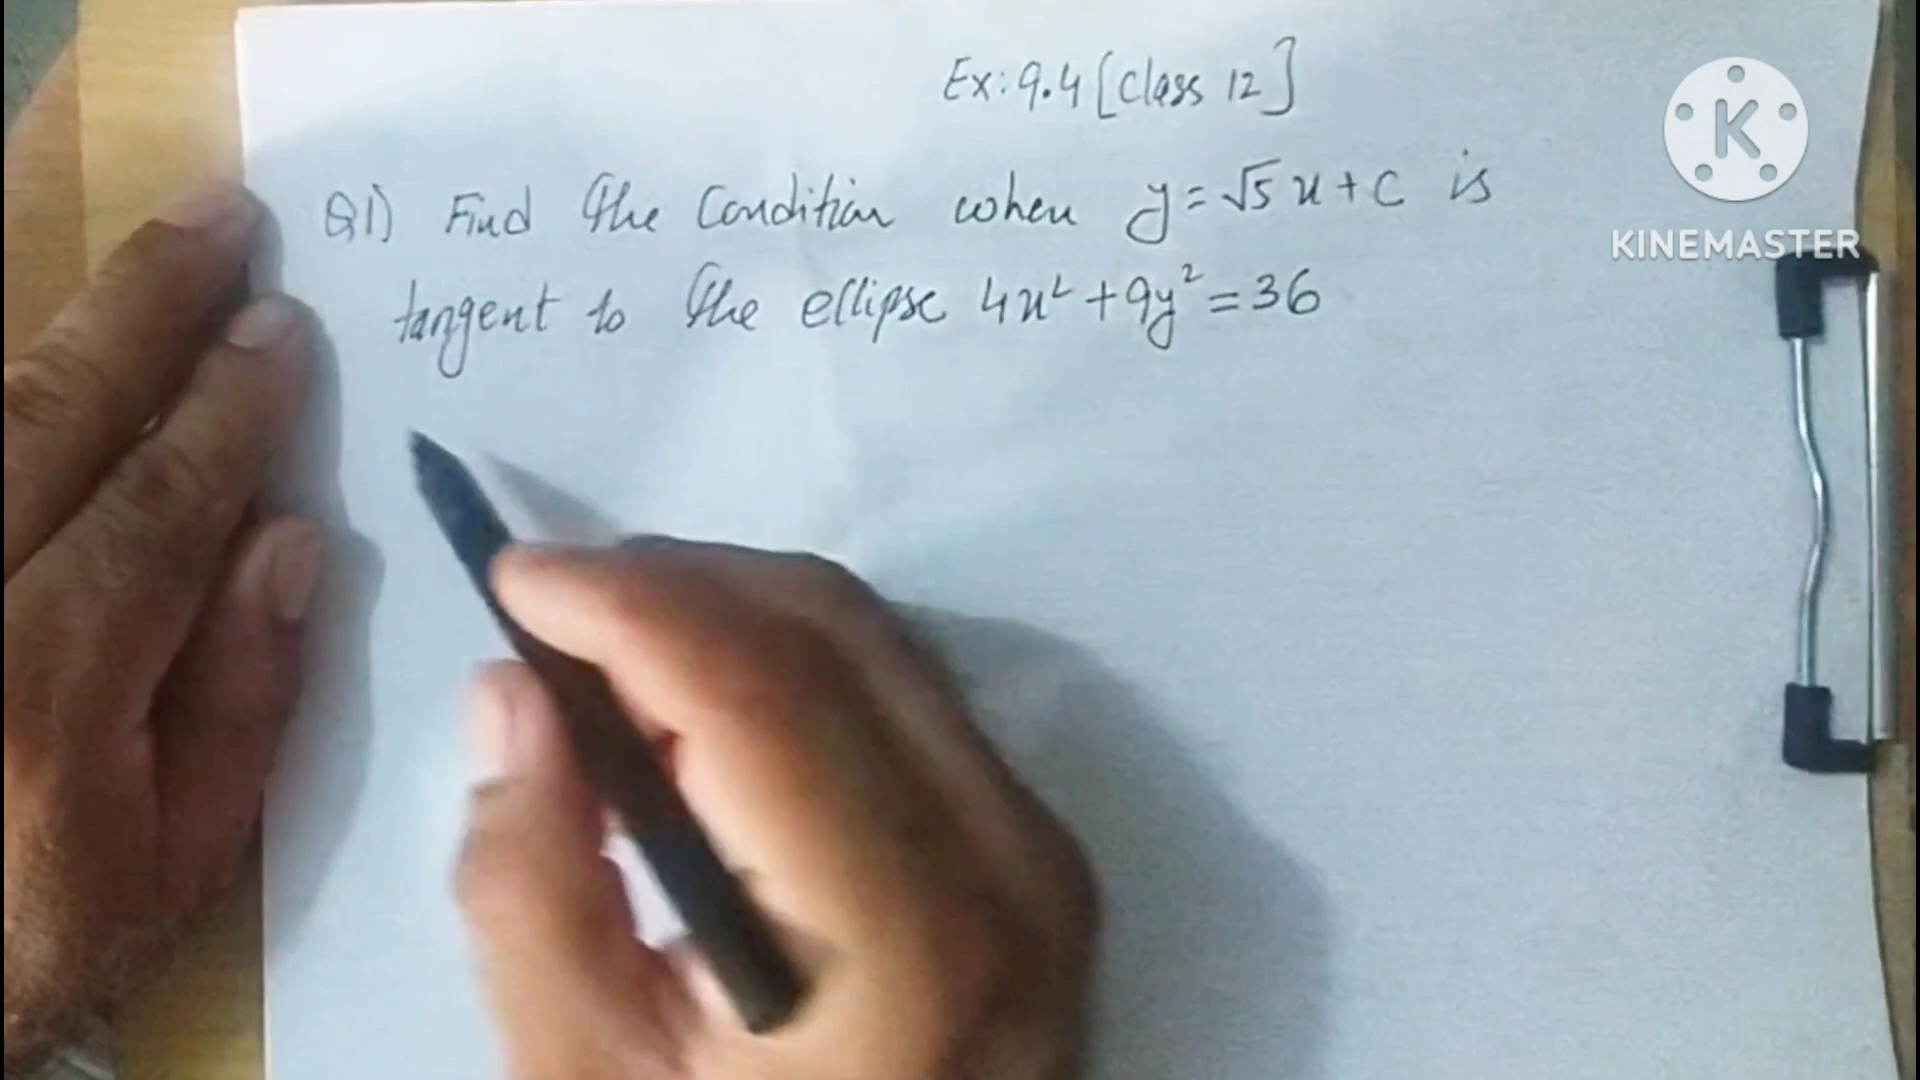 Ex: 9.4 [Class 12]
Q1) Find the Condition when y = √5 x + c is
tangent to the ellipse 4x² + 9y² = 36
K
KINEMASTER